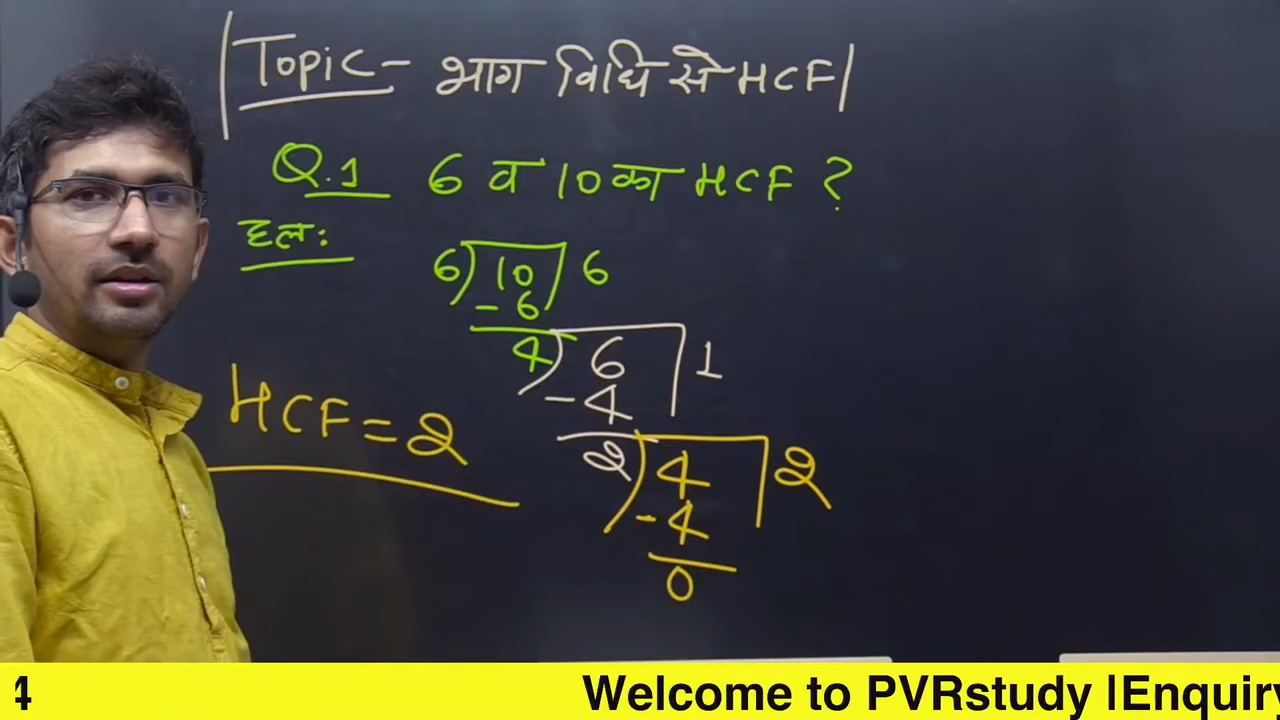 Topic- भाग विधि से HCF
Q.1 6 व 10 का HCF ?
हल:
6) 10 ( 6
- 6
4) 6 ( 1
- 4
HCF = 2
2) 4 ( 2
- 4
0
4 Welcome to PVRstudy |Enquiry